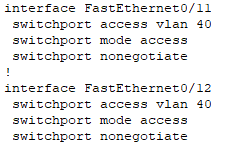 interface FastEthernet0/11
 switchport access vlan 40
 switchport mode access
 switchport nonegotiate
!
interface FastEthernet0/12
 switchport access vlan 40
 switchport mode access
 switchport nonegotiate